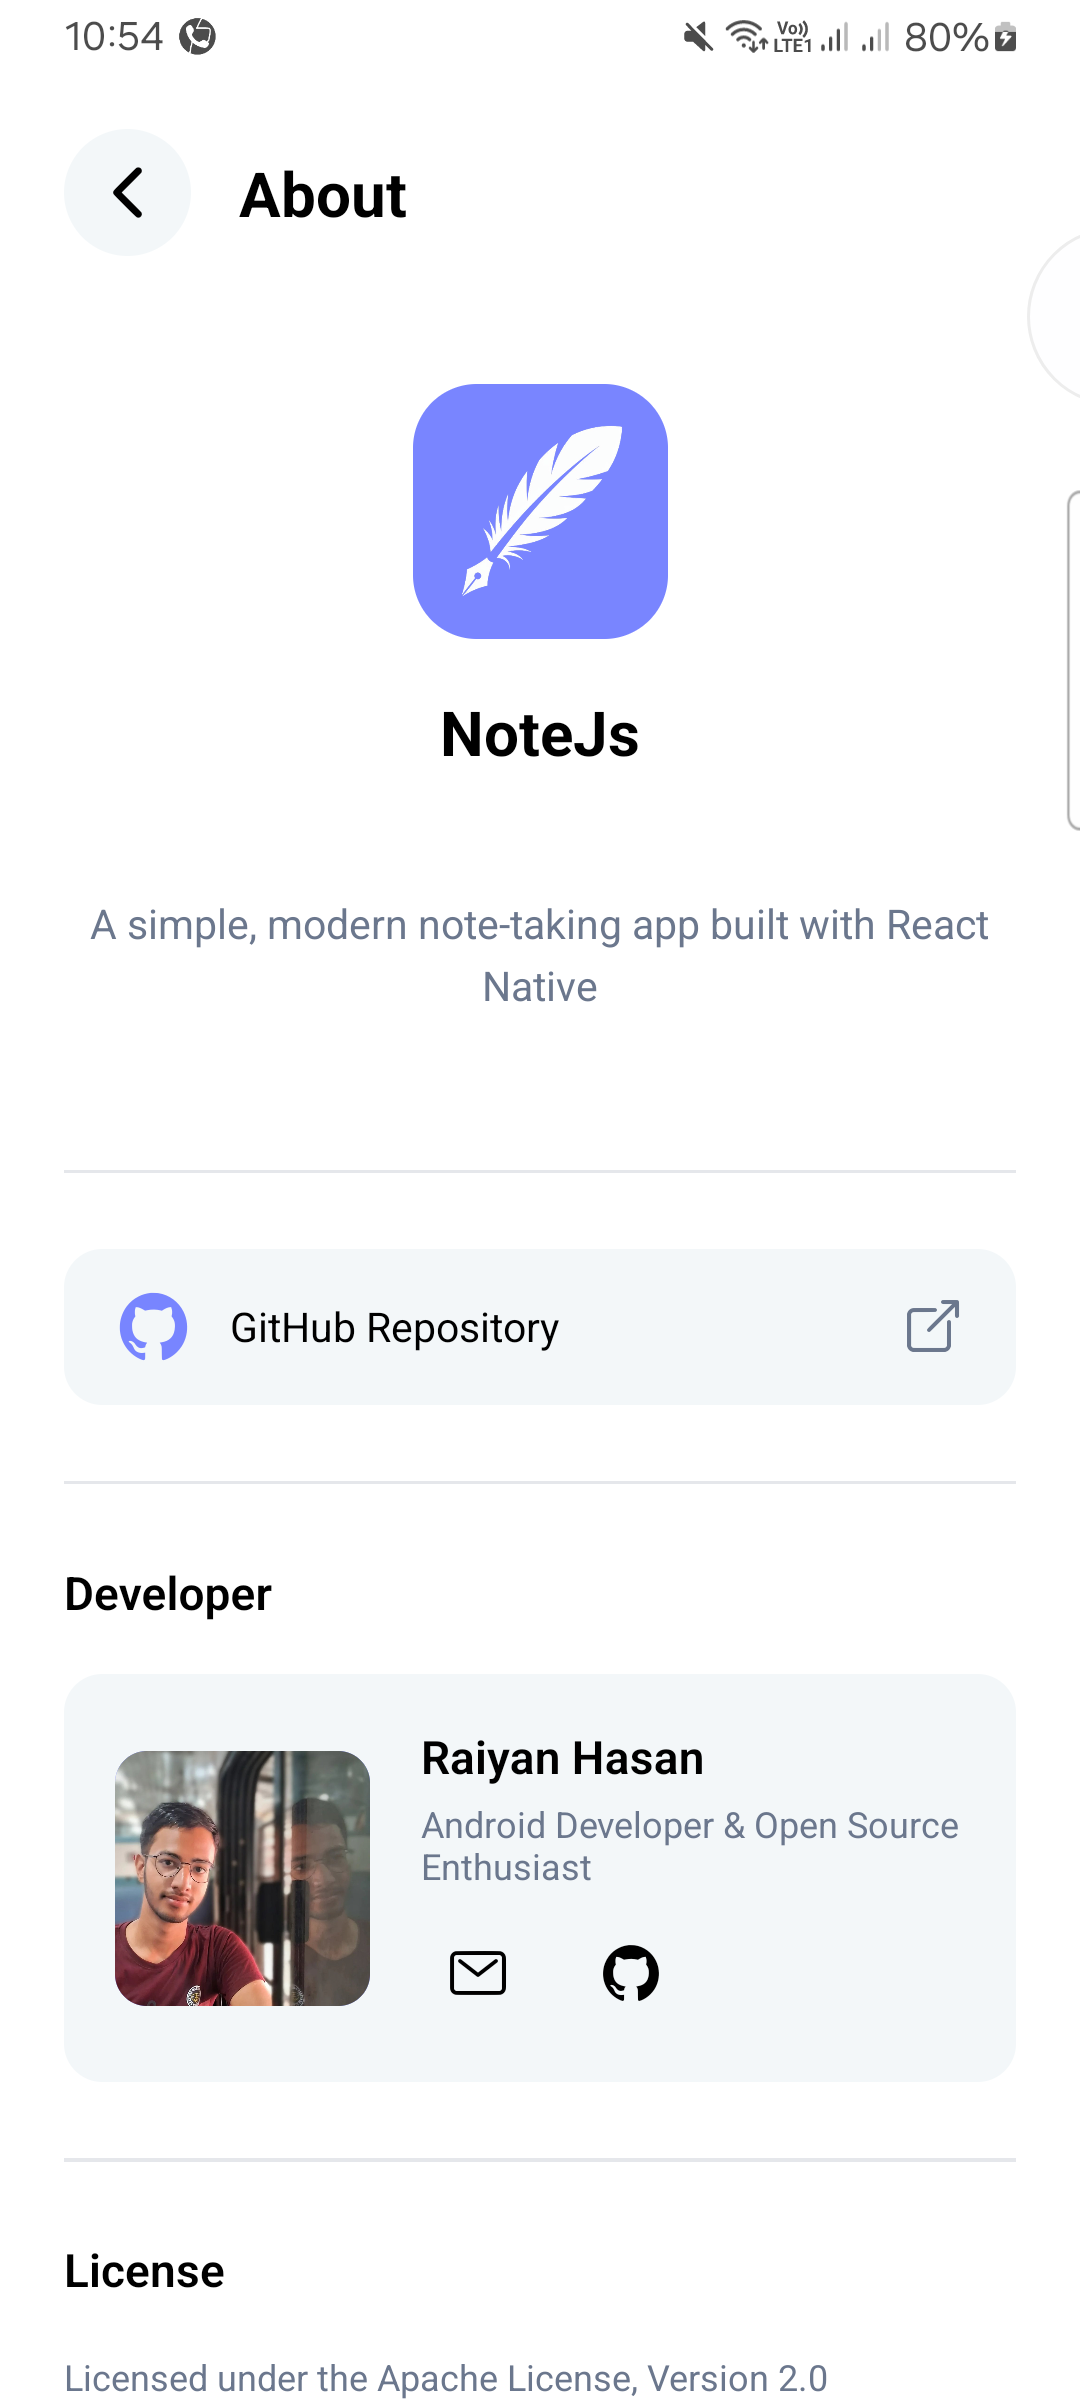 10:54
Vo)) LTE1 80%
About
NoteJs
A simple, modern note-taking app built with React
Native
GitHub Repository
Developer
Raiyan Hasan
Android Developer & Open Source
Enthusiast
License
Licensed under the Apache License, Version 2.0